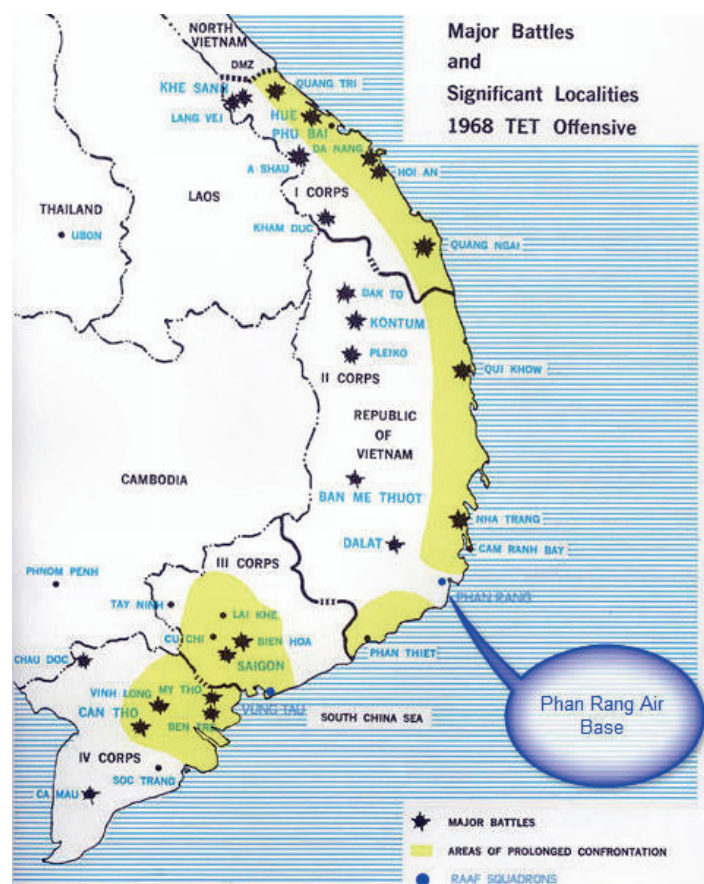 Major Battles
and
Significant Localities
1968 TET Offensive
NORTH
VIETNAM
DMZ
KHE SANH
QUANG TRI
LANG VEI
HUE
PHU BAI
DA NANG
A SHAU
HOI AN
LAOS
I CORPS
THAILAND
UBON
KHAM DUC
QUANG NGAI
DAK TO
KONTUM
PLEIKO
II CORPS
QUI KHOW
REPUBLIC
OF
VIETNAM
CAMBODIA
BAN ME THUOT
NHA TRANG
DALAT
CAM RANH BAY
III CORPS
PHNOM PENH
PHAN RANG
TAY NINH
LAI KHE
CU CHI
BIEN HOA
PHAN THIET
CHAU DOC
SAIGON
VINH LONG
MY THO
VUNG TAU
CAN THO
BEN TRE
SOUTH CHINA SEA
Phan Rang Air
Base
IV CORPS
SOC TRANG
CA MAU
MAJOR BATTLES
AREAS OF PROLONGED CONFRONTATION
RAAF SQUADRONS